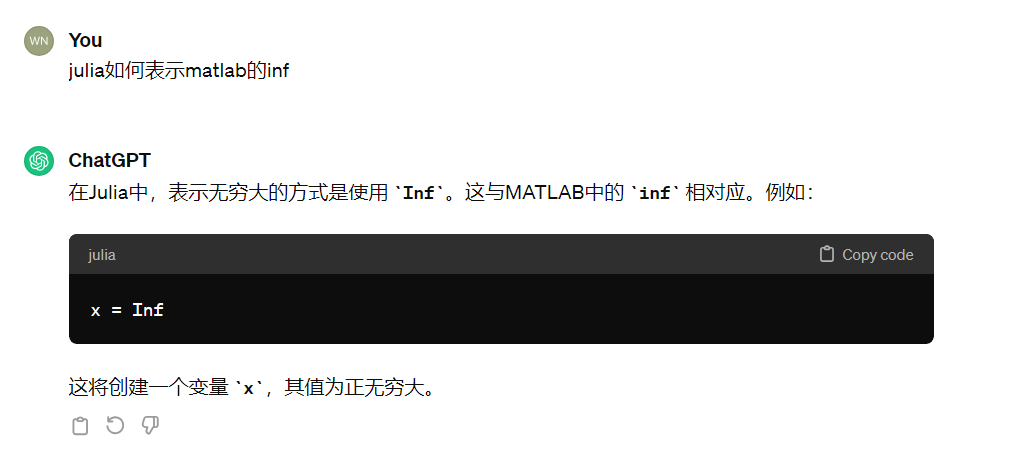 WN
You
julia如何表示matlab的inf
ChatGPT
在Julia中，表示无穷大的方式是使用 `Inf`。这与MATLAB中的 `inf` 相对应。例如：
julia
Copy code
x = Inf
这将创建一个变量 `x`，其值为正无穷大。